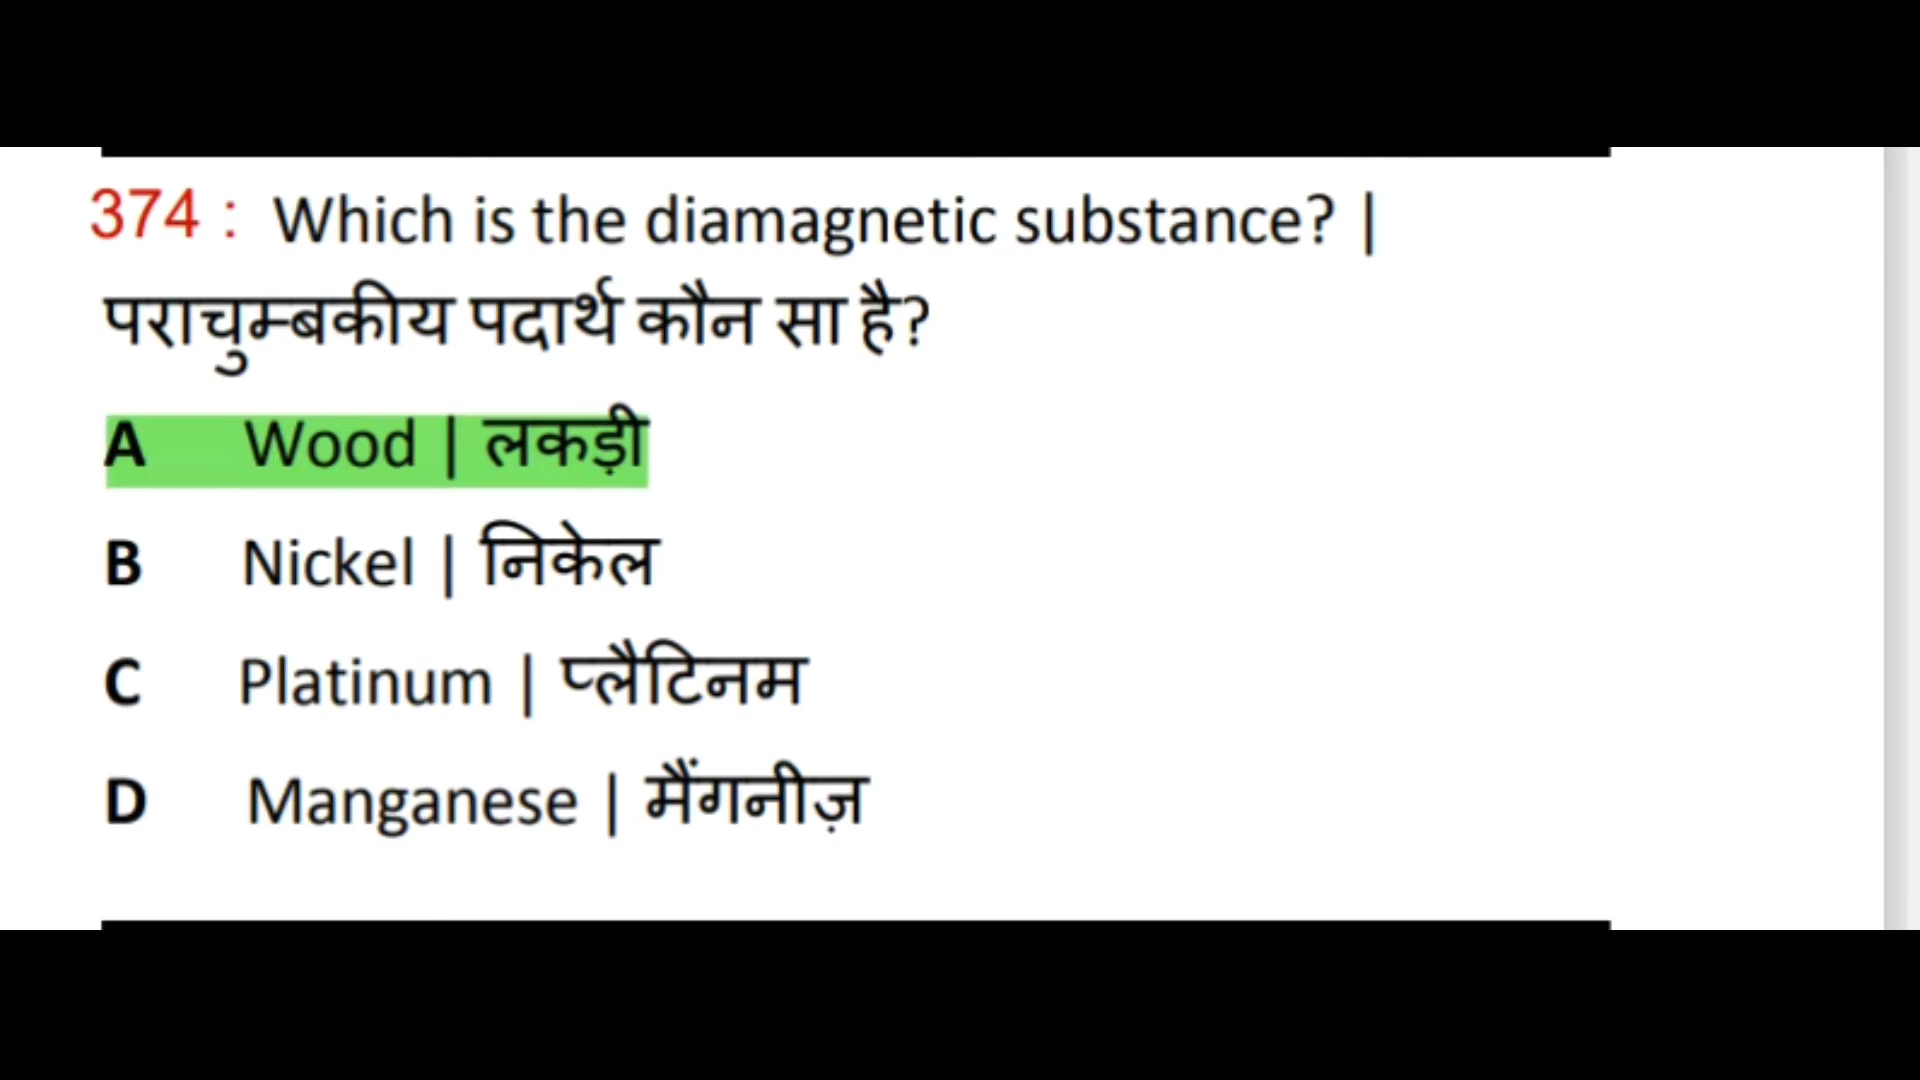 374 : Which is the diamagnetic substance? |
पराचुम्बकीय पदार्थ कौन सा है?
A Wood | लकड़ी
B Nickel | निकेल
C Platinum | प्लैटिनम
D Manganese | मैंगनीज़